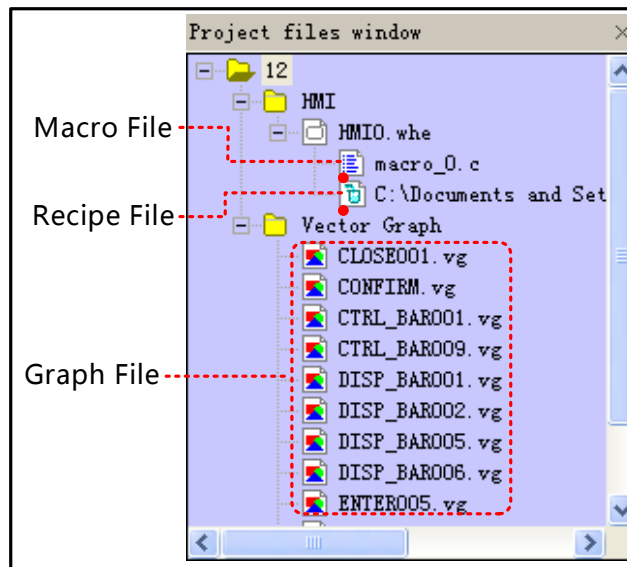 Project files window
12
HMI
HMI0.whe
Macro File
macro_0.c
Recipe File
C:\Documents and Set
Vector Graph
CLOSE001.vg
CONFIRM.vg
CTRL_BAR001.vg
CTRL_BAR009.vg
Graph File
DISP_BAR001.vg
DISP_BAR002.vg
DISP_BAR005.vg
DISP_BAR006.vg
ENTER005.vg